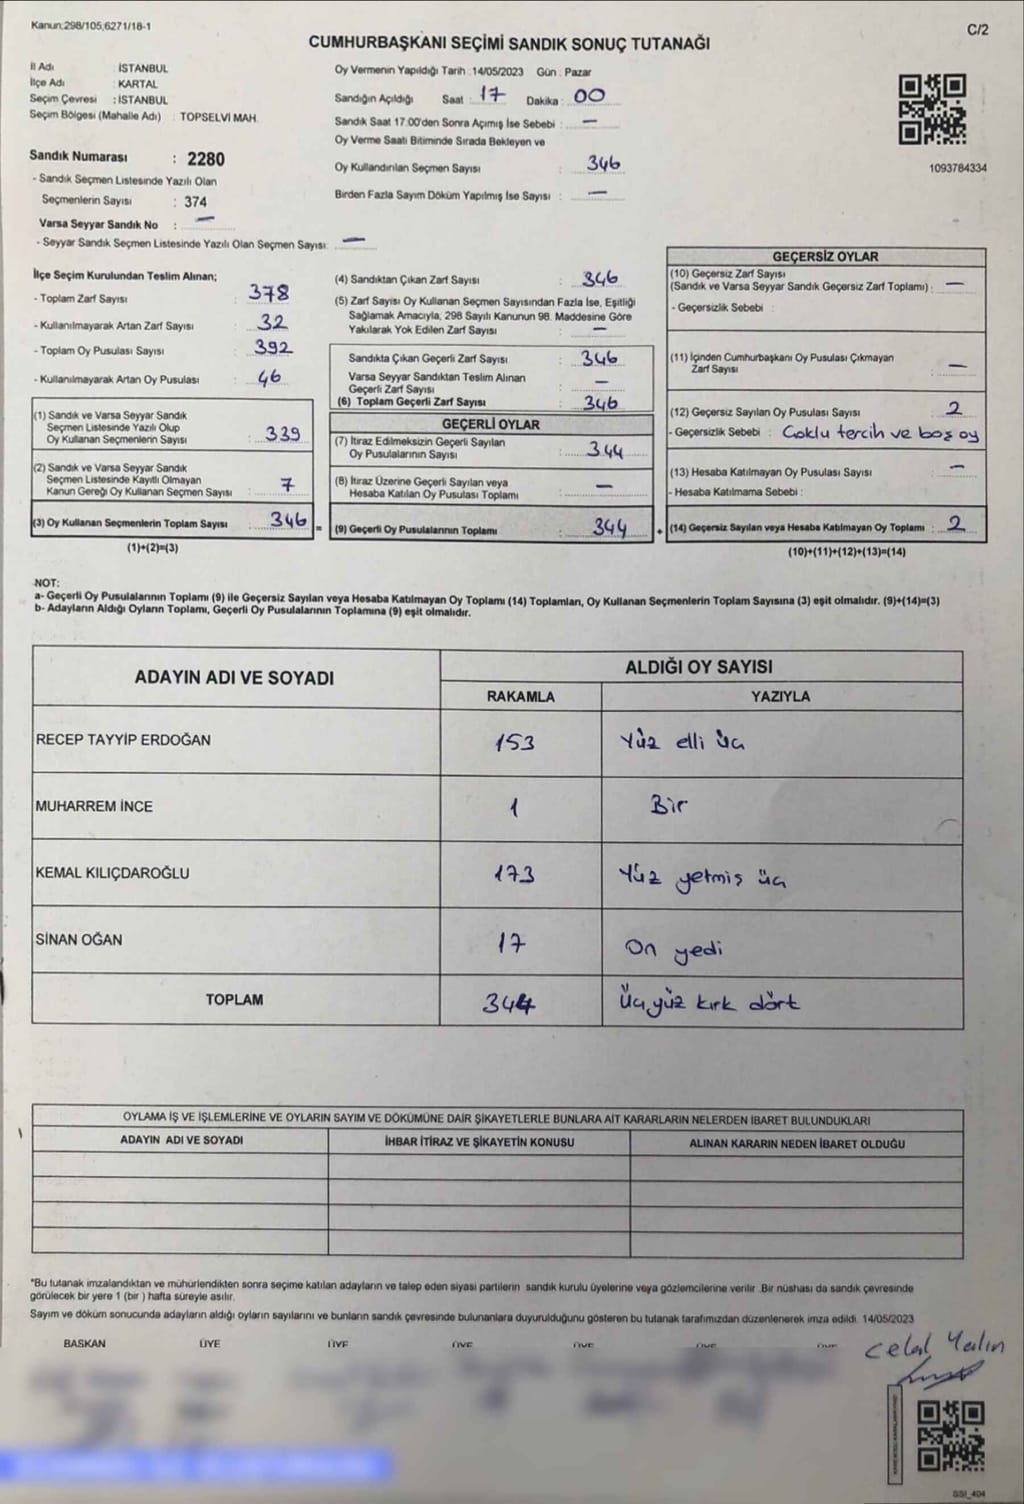 Kanun:298/105,6271/18-1
C/2
CUMHURBAŞKANI SEÇİMİ SANDIK SONUÇ TUTANAĞI
İl Adı : İSTANBUL
İlçe Adı : KARTAL
Seçim Çevresi : İSTANBUL
Seçim Bölgesi (Mahalle Adı) : TOPSELVİ MAH.
Sandık Numarası : 2280
- Sandık Seçmen Listesinde Yazılı Olan
Seçmenlerin Sayısı : 374
Varsa Seyyar Sandık No : —
- Seyyar Sandık Seçmen Listesinde Yazılı Olan Seçmen Sayısı: —
Oy Vermenin Yapıldığı Tarih : 14/05/2023 Gün : Pazar
Sandığın Açıldığı Saat : 17 Dakika : 00
Sandık Saat 17.00'den Sonra Açımış İse Sebebi : —
Oy Verme Saati Bitiminde Sırada Bekleyen ve
Oy Kullandırılan Seçmen Sayısı : 346
Birden Fazla Sayım Döküm Yapılmış İse Sayısı : —
1093784334
İlçe Seçim Kurulundan Teslim Alınan;
- Toplam Zarf Sayısı : 378
- Kullanılmayarak Artan Zarf Sayısı : 32
- Toplam Oy Pusulası Sayısı : 392
- Kullanılmayarak Artan Oy Pusulası : 46
(1) Sandık ve Varsa Seyyar Sandık
Seçmen Listesinde Yazılı Olup
Oy Kullanan Seçmenlerin Sayısı : 339
(2) Sandık ve Varsa Seyyar Sandık
Seçmen Listesinde Kayıtlı Olmayan
Kanun Gereği Oy Kullanan Seçmen Sayısı : 7
(3) Oy Kullanan Seçmenlerin Toplam Sayısı : 346
(1)+(2)=(3)
(4) Sandıktan Çıkan Zarf Sayısı : 346
(5) Zarf Sayısı Oy Kullanan Seçmen Sayısından Fazla İse, Eşitliği
Sağlamak Amacıyla, 298 Sayılı Kanunun 98. Maddesine Göre
Yakılarak Yok Edilen Zarf Sayısı : —
Sandıkta Çıkan Geçerli Zarf Sayısı : 346
Varsa Seyyar Sandıktan Teslim Alınan
Geçerli Zarf Sayısı : —
(6) Toplam Geçerli Zarf Sayısı : 346
GEÇERLİ OYLAR
(7) İtiraz Edilmeksizin Geçerli Sayılan
Oy Pusulalarının Sayısı : 344
(8) İtiraz Üzerine Geçerli Sayılan veya
Hesaba Katılan Oy Pusulası Toplamı : —
= (9) Geçerli Oy Pusulalarının Toplamı : 344
GEÇERSİZ OYLAR
(10) Geçersiz Zarf Sayısı
(Sandık ve Varsa Seyyar Sandık Geçersiz Zarf Toplamı) : —
- Geçersizlik Sebebi :
(11) İçinden Cumhurbaşkanı Oy Pusulası Çıkmayan
Zarf Sayısı : —
(12) Geçersiz Sayılan Oy Pusulası Sayısı : 2
- Geçersizlik Sebebi : Çoklu tercih ve boş oy
(13) Hesaba Katılmayan Oy Pusulası Sayısı : —
- Hesaba Katılmama Sebebi :
+ (14) Geçersiz Sayılan veya Hesaba Katılmayan Oy Toplamı : 2
(10)+(11)+(12)+(13)=(14)
NOT:
a- Geçerli Oy Pusulalarının Toplamı (9) ile Geçersiz Sayılan veya Hesaba Katılmayan Oy Toplamı (14) Toplamları, Oy Kullanan Seçmenlerin Toplam Sayısına (3) eşit olmalıdır. (9)+(14)=(3)
b- Adayların Aldığı Oyların Toplamı, Geçerli Oy Pusulalarının Toplamına (9) eşit olmalıdır.
ADAYIN ADI VE SOYADI ALDIĞI OY SAYISI
RAKAMLA YAZIYLA
RECEP TAYYİP ERDOĞAN 153 Yüz elli üç
MUHARREM İNCE 1 Bir
KEMAL KILIÇDAROĞLU 173 Yüz yetmiş üç
SİNAN OĞAN 17 On yedi
TOPLAM 344 Üçyüz kırk dört
OYLAMA İŞ VE İŞLEMLERİNE VE OYLARIN SAYIM VE DÖKÜMÜNE DAİR ŞİKAYETLERLE BUNLARA AİT KARARLARIN NELERDEN İBARET BULUNDUKLARI
ADAYIN ADI VE SOYADI İHBAR İTİRAZ VE ŞİKAYETİN KONUSU ALINAN KARARIN NEDEN İBARET OLDUĞU
*Bu tutanak imzalandıktan ve mühürlendikten sonra seçime katılan adayların ve talep eden siyasi partilerin sandık kurulu üyelerine veya gözlemcilerine verilir. Bir nüshası da sandık çevresinde
görülecek bir yere 1 (bir ) hafta süreyle asılır.
Sayım ve döküm sonucunda adayların aldığı oyların sayılarını ve bunların sandık çevresinde bulunanlara duyurulduğunu gösteren bu tutanak tarafımızdan düzenlenerek imza edildi. 14/05/2023
BAŞKAN ÜYE ÜYE ÜYE ÜYE ÜYE ÜYE
Celal Yalın
SSI_404